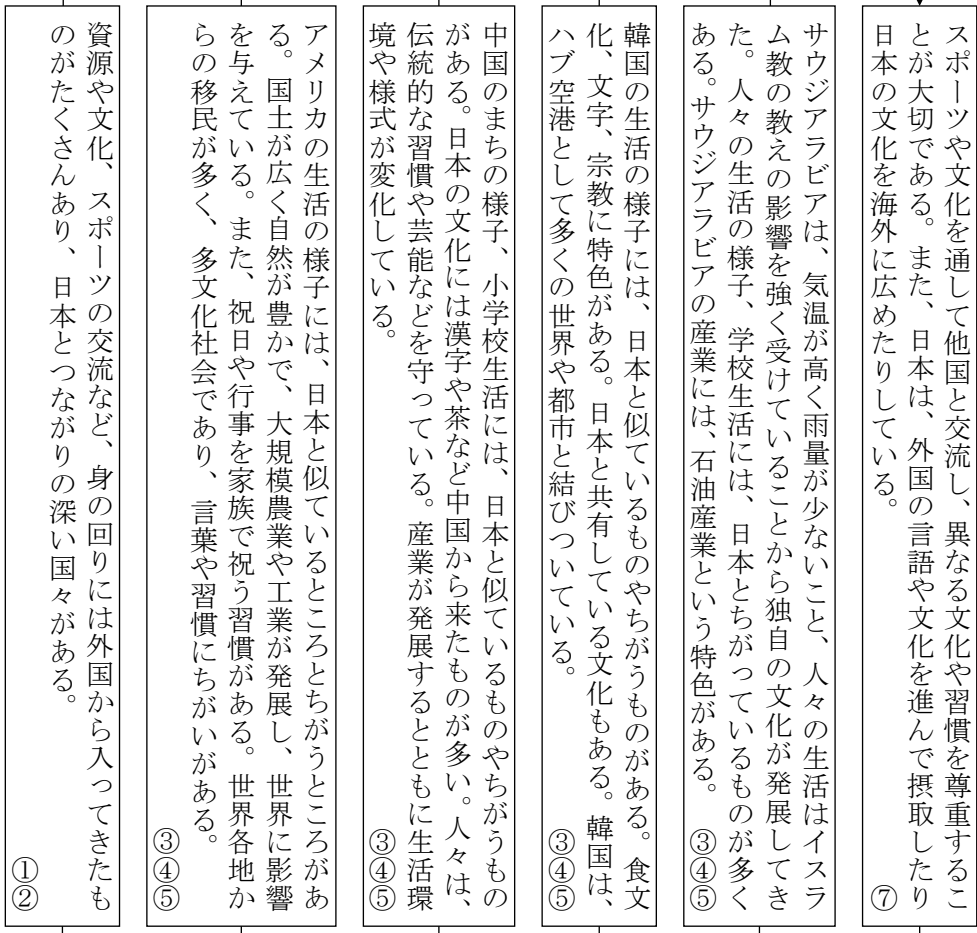 スポーツや文化を通して他国と交流し、異なる文化や習慣を尊重するこ
とが大切である。また、日本は、外国の言語や文化を進んで摂取したり
日本の文化を海外に広めたりしている。
⑦
サウジアラビアは、気温が高く雨量が少ないこと、人々の生活はイスラ
ム教の教えの影響を強く受けていることから独自の文化が発展してき
た。人々の生活の様子、学校生活には、日本とちがっているものが多く
ある。サウジアラビアの産業には、石油産業という特色がある。
③④⑤
韓国の生活の様子には、日本と似ているものやちがうものがある。食文
化、文字、宗教に特色がある。日本と共有している文化もある。韓国は、
ハブ空港として多くの世界や都市と結びついている。
③④⑤
中国のまちの様子、小学校生活には、日本と似ているものやちがうもの
がある。日本の文化には漢字や茶など中国から来たものが多い。人々は、
伝統的な習慣や芸能などを守っている。産業が発展するとともに生活環
境や様式が変化している。
③④⑤
アメリカの生活の様子には、日本と似ているところとちがうところがあ
る。国土が広く自然が豊かで、大規模農業や工業が発展し、世界に影響
を与えている。また、祝日や行事を家族で祝う習慣がある。世界各地か
らの移民が多く、多文化社会であり、言葉や習慣にちがいがある。
③④⑤
資源や文化、スポーツの交流など、身の回りには外国から入ってきたも
のがたくさんあり、日本とつながりの深い国々がある。
①②